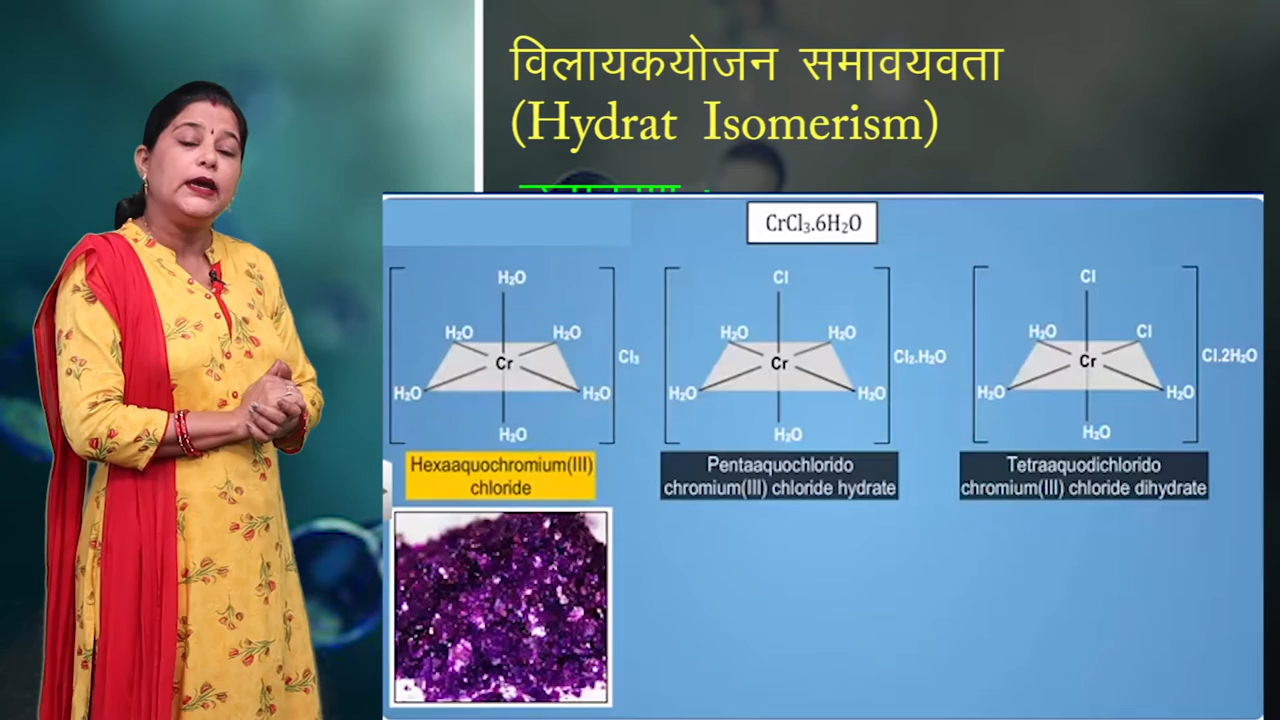 विलायकयोजन समावयवता
(Hydrat Isomerism)
CrCl₃.6H₂O
H₂O
H₂O H₂O
Cr
H₂O H₂O
H₂O
Cl₃
Hexaaquochromium(III)
chloride
Cl
H₂O H₂O
Cr
H₂O H₂O
H₂O
Cl₂.H₂O
Pentaaquochlorido
chromium(III) chloride hydrate
Cl
H₂O Cl
Cr
H₂O H₂O
H₂O
Cl.2H₂O
Tetraaquodichlorido
chromium(III) chloride dihydrate